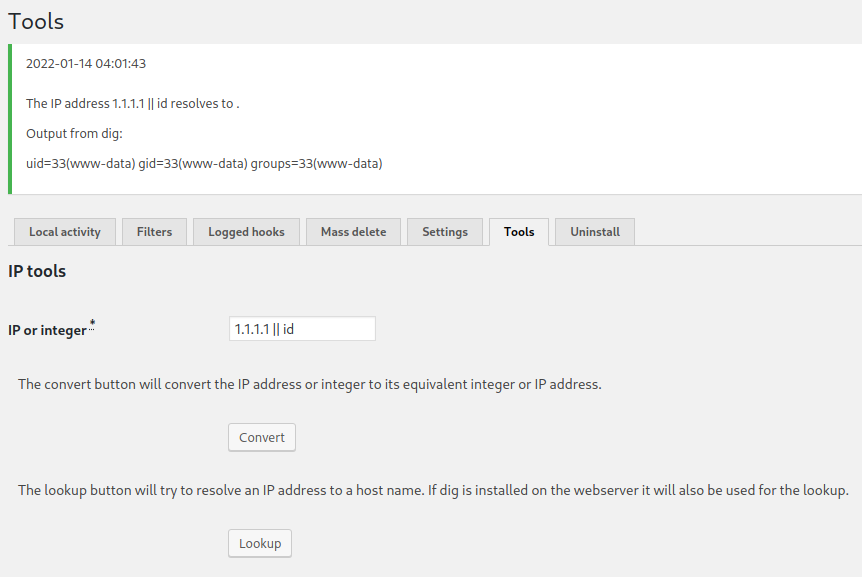 Tools
2022-01-14 04:01:43
The IP address 1.1.1.1 || id resolves to .
Output from dig:
uid=33(www-data) gid=33(www-data) groups=33(www-data)
Local activity Filters Logged hooks Mass delete Settings Tools Uninstall
IP tools
IP or integer* 1.1.1.1 || id
The convert button will convert the IP address or integer to its equivalent integer or IP address.
Convert
The lookup button will try to resolve an IP address to a host name. If dig is installed on the webserver it will also be used for the lookup.
Lookup